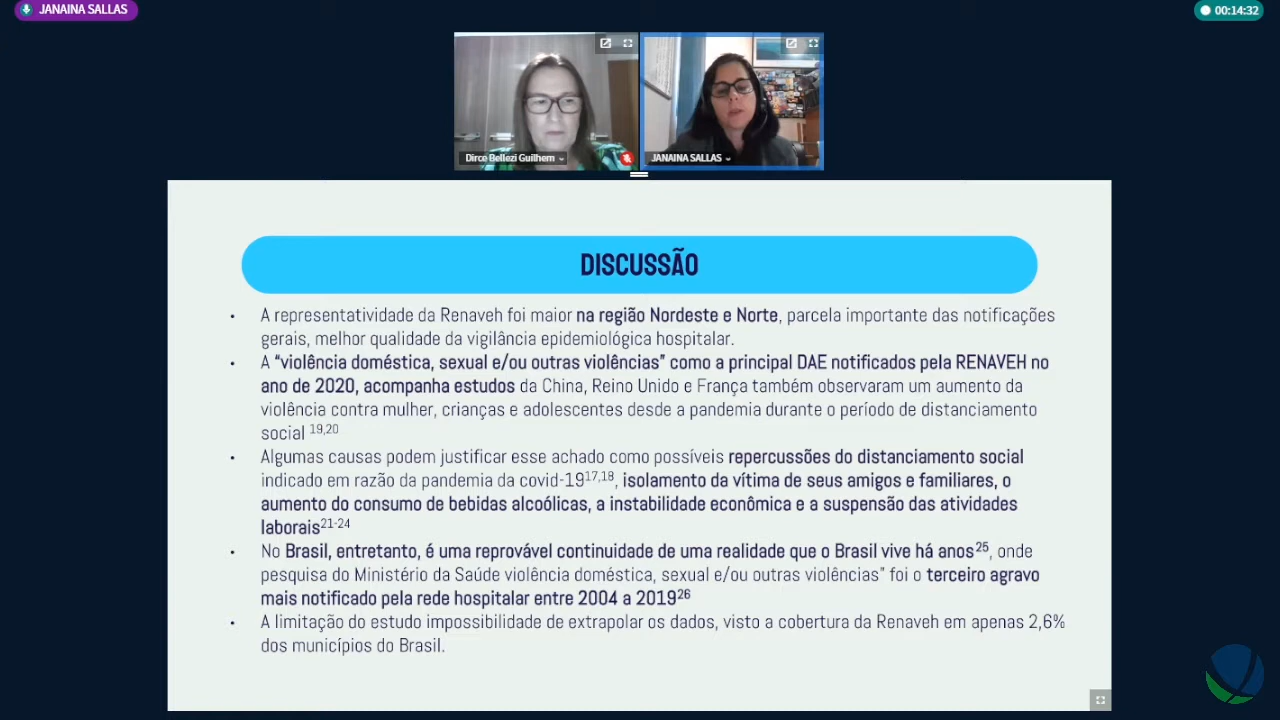 JANAINA SALLAS
00:14:32
Dirce Bellezi Guilhem
JANAINA SALLAS
DISCUSSÃO
• A representatividade da Renaveh foi maior na região Nordeste e Norte, parcela importante das notificações
gerais, melhor qualidade da vigilância epidemiológica hospitalar.
• A “violência doméstica, sexual e/ou outras violências” como a principal DAE notificados pela RENAVEH no
ano de 2020, acompanha estudos da China, Reino Unido e França também observaram um aumento da
violência contra mulher, crianças e adolescentes desde a pandemia durante o período de distanciamento
social 19,20
• Algumas causas podem justificar esse achado como possíveis repercussões do distanciamento social
indicado em razão da pandemia da covid-1917,18, isolamento da vítima de seus amigos e familiares, o
aumento do consumo de bebidas alcoólicas, a instabilidade econômica e a suspensão das atividades
laborais21-24
• No Brasil, entretanto, é uma reprovável continuidade de uma realidade que o Brasil vive há anos25, onde
pesquisa do Ministério da Saúde violência doméstica, sexual e/ou outras violências” foi o terceiro agravo
mais notificado pela rede hospitalar entre 2004 a 201926
• A limitação do estudo impossibilidade de extrapolar os dados, visto a cobertura da Renaveh em apenas 2,6%
dos municípios do Brasil.